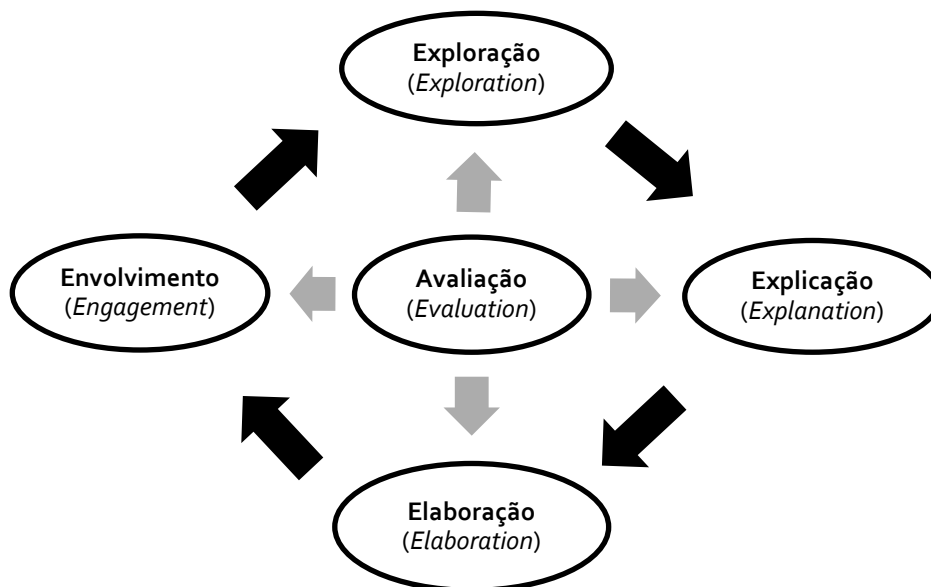 Exploração
(Exploration)
Envolvimento
(Engagement)
Avaliação
(Evaluation)
Explicação
(Explanation)
Elaboração
(Elaboration)